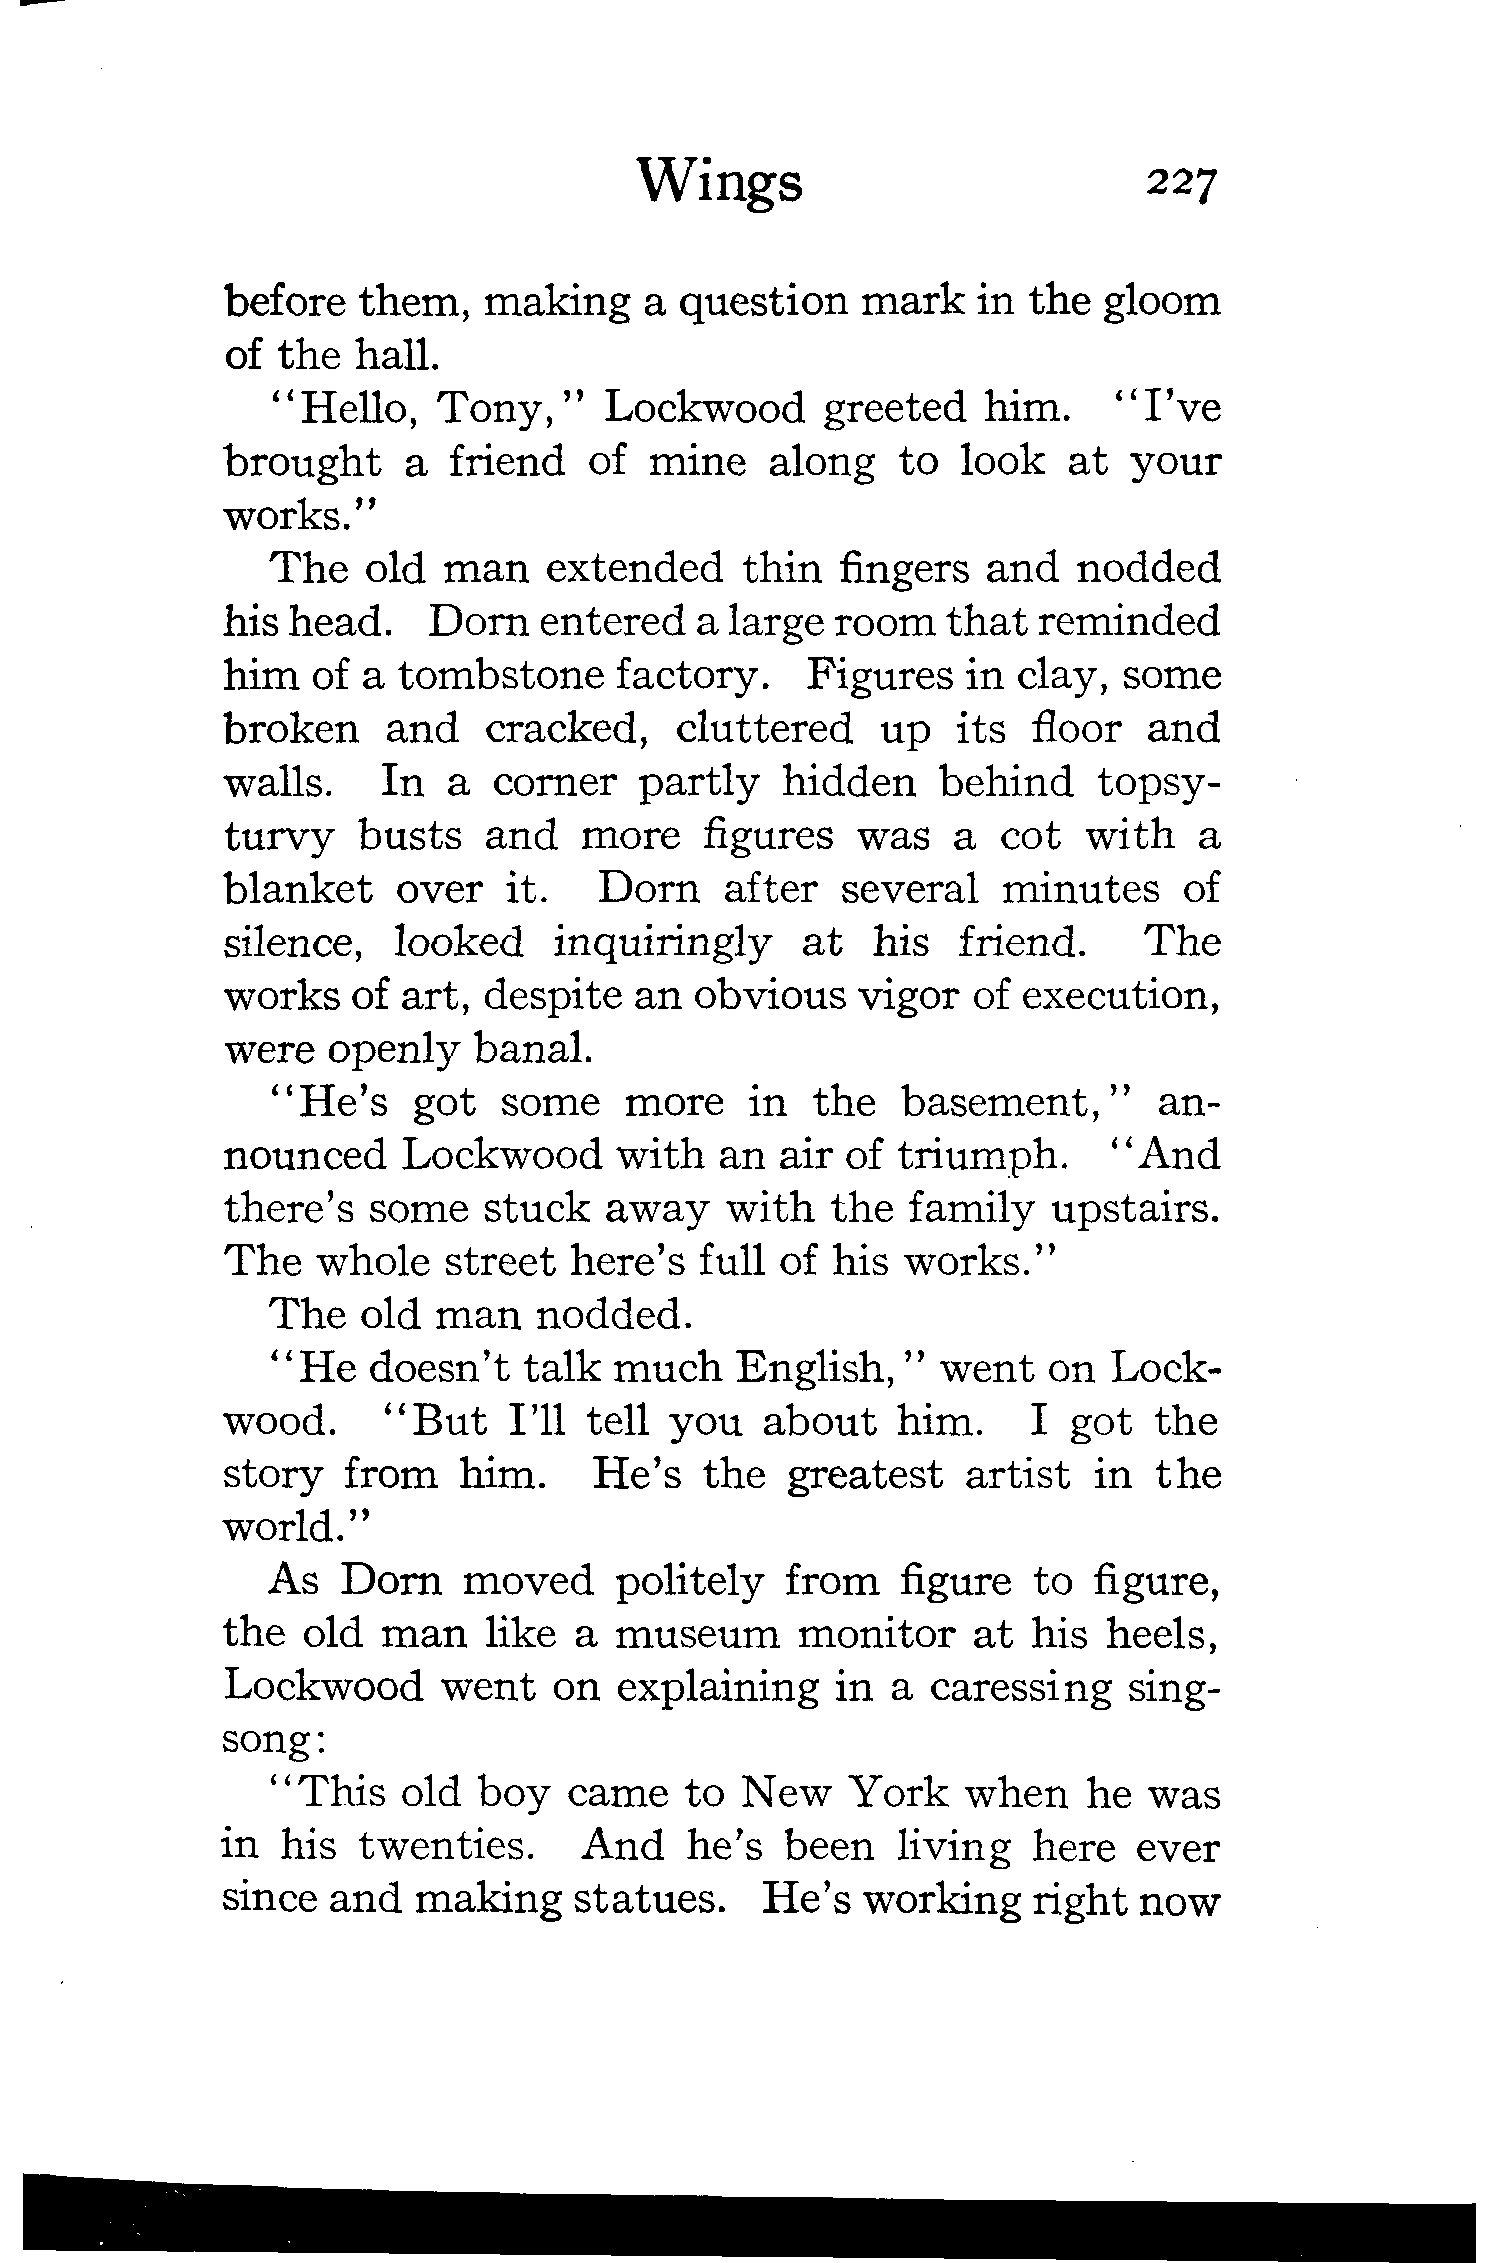 Wings 227
before them, making a question mark in the gloom
of the hall.
"Hello, Tony," Lockwood greeted him. "I've
brought a friend of mine along to look at your
works."
The old man extended thin fingers and nodded
his head. Dorn entered a large room that reminded
him of a tombstone factory. Figures in clay, some
broken and cracked, cluttered up its floor and
walls. In a corner partly hidden behind topsy-
turvy busts and more figures was a cot with a
blanket over it. Dorn after several minutes of
silence, looked inquiringly at his friend. The
works of art, despite an obvious vigor of execution,
were openly banal.
"He's got some more in the basement," an-
nounced Lockwood with an air of triumph. "And
there's some stuck away with the family upstairs.
The whole street here's full of his works."
The old man nodded.
"He doesn't talk much English," went on Lock-
wood. "But I'll tell you about him. I got the
story from him. He's the greatest artist in the
world."
As Dorn moved politely from figure to figure,
the old man like a museum monitor at his heels,
Lockwood went on explaining in a caressing sing-
song:
"This old boy came to New York when he was
in his twenties. And he's been living here ever
since and making statues. He's working right now